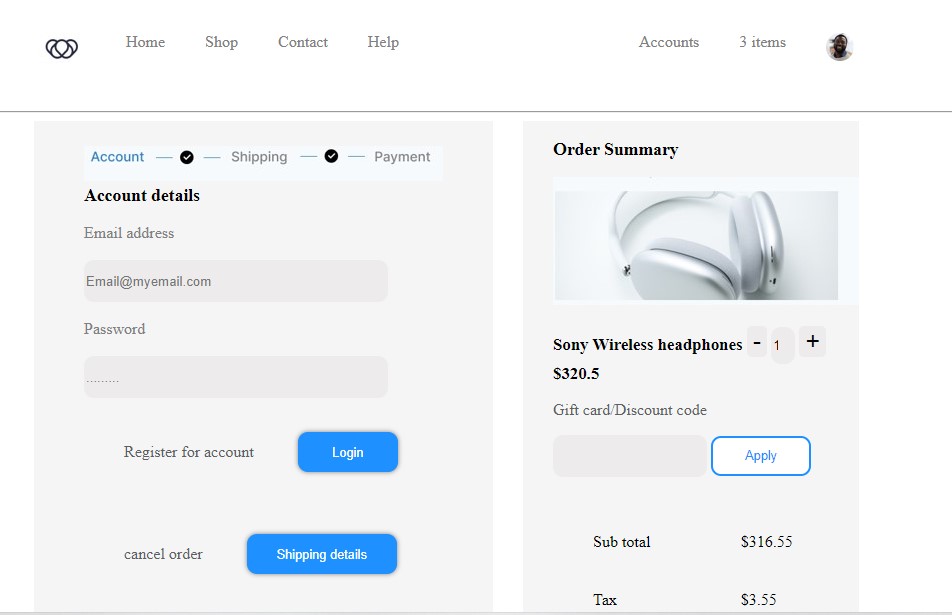 Home Shop Contact Help Accounts 3 items
Account Shipping Payment
Account details
Email address
Email@myemail.com
Password
.........
Register for account Login
cancel order Shipping details
Order Summary
Sony Wireless headphones - 1 +
$320.5
Gift card/Discount code
Apply
Sub total $316.55
Tax $3.55